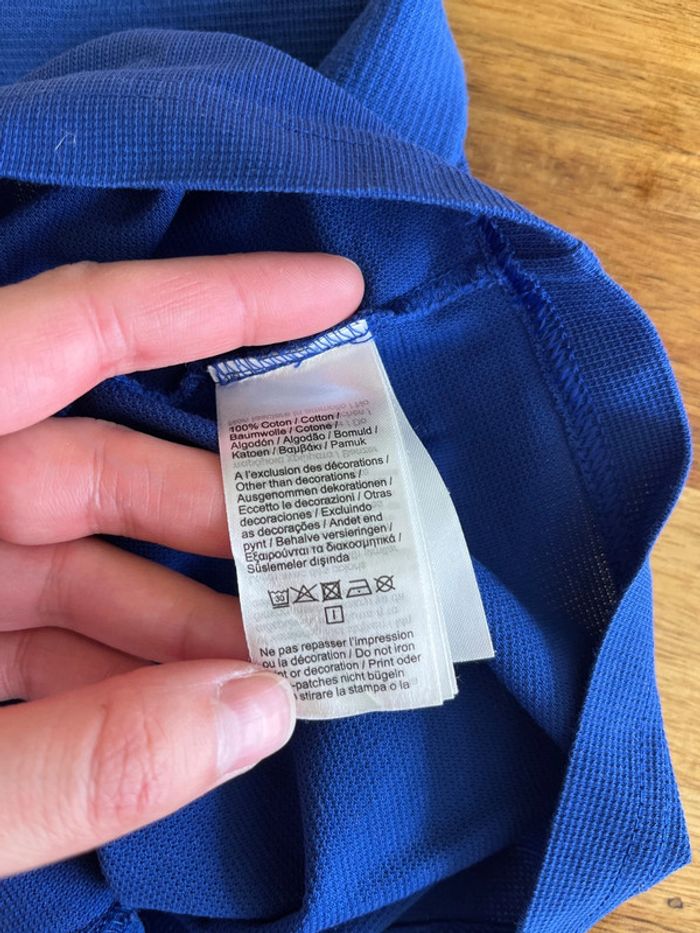 100% Coton / Cotton /
Baumwolle / Cotone /
Algodón / Algodão / Bomuld /
Katoen / Βαμβάκι / Pamuk
A l'exclusion des décorations /
Other than decorations /
Ausgenommen dekorationen /
Eccetto le decorazioni / Otras
decoraciones / Excluindo
as decorações / Andet end
pynt / Behalve versieringen /
Εξαιρούνται τα διακοσμητικά /
Süslemeler dışında
30
I
Ne pas repasser l'impression
ou la décoration / Do not iron
print or decoration / Print oder
-patches nicht bügeln
stirare la stampa o la